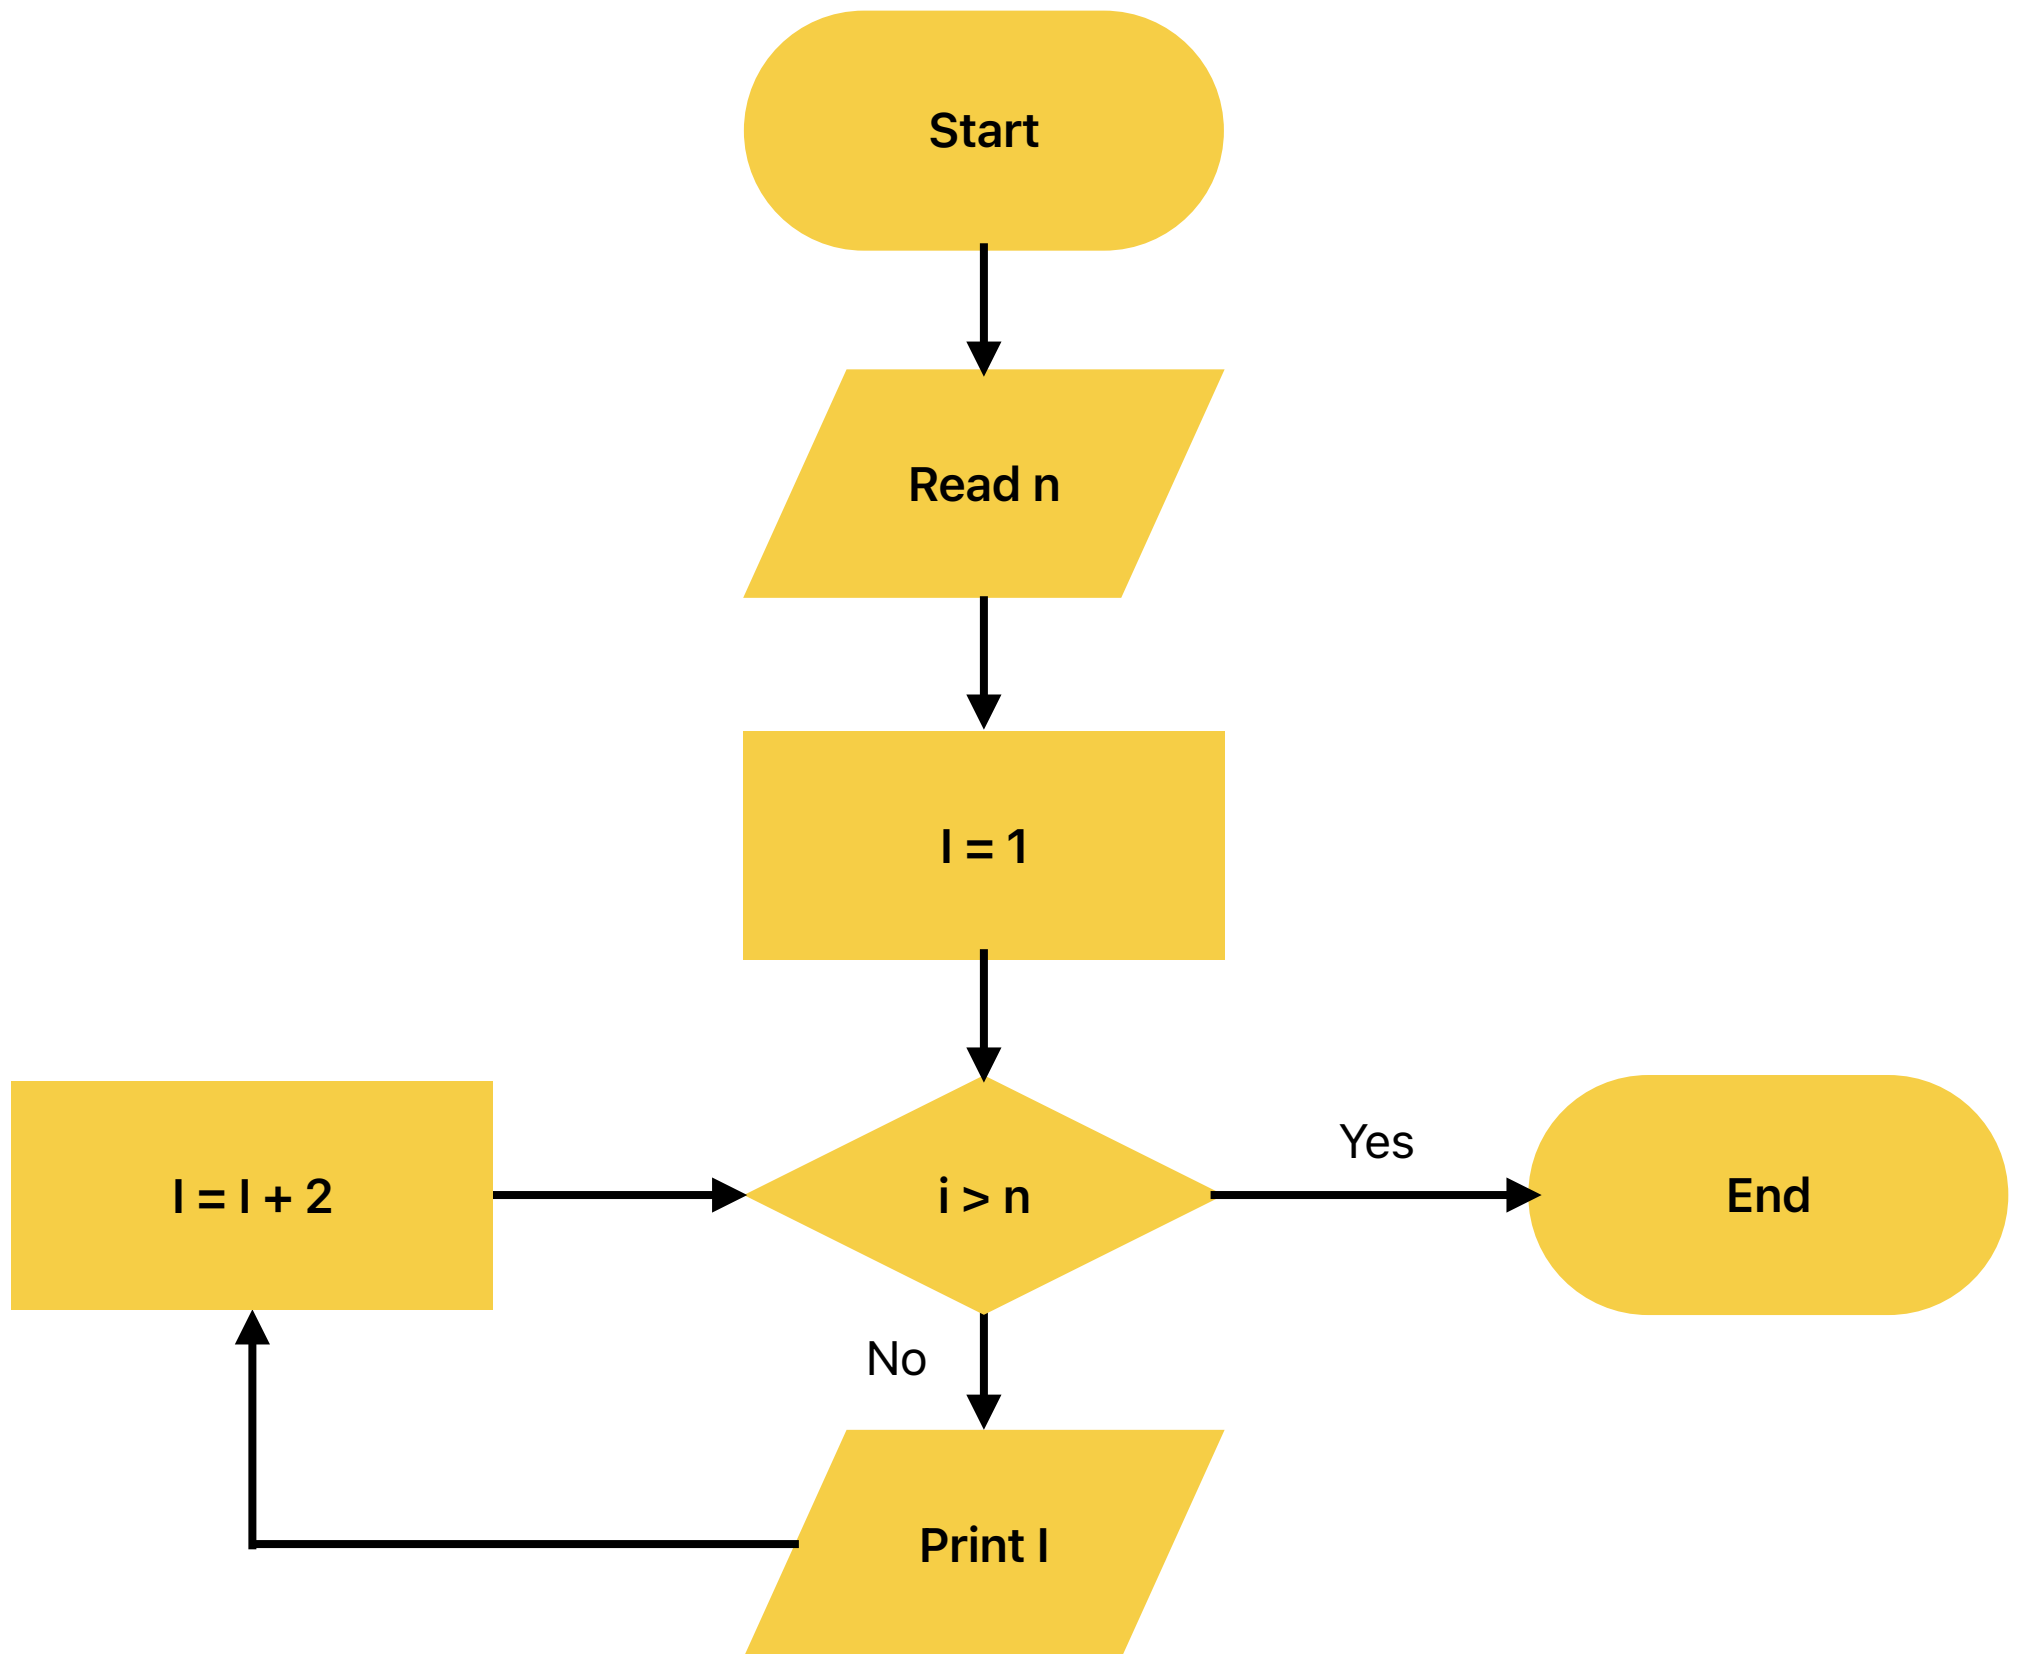 Start
Read n
I = 1
I = I + 2
i > n
Yes
End
No
Print I